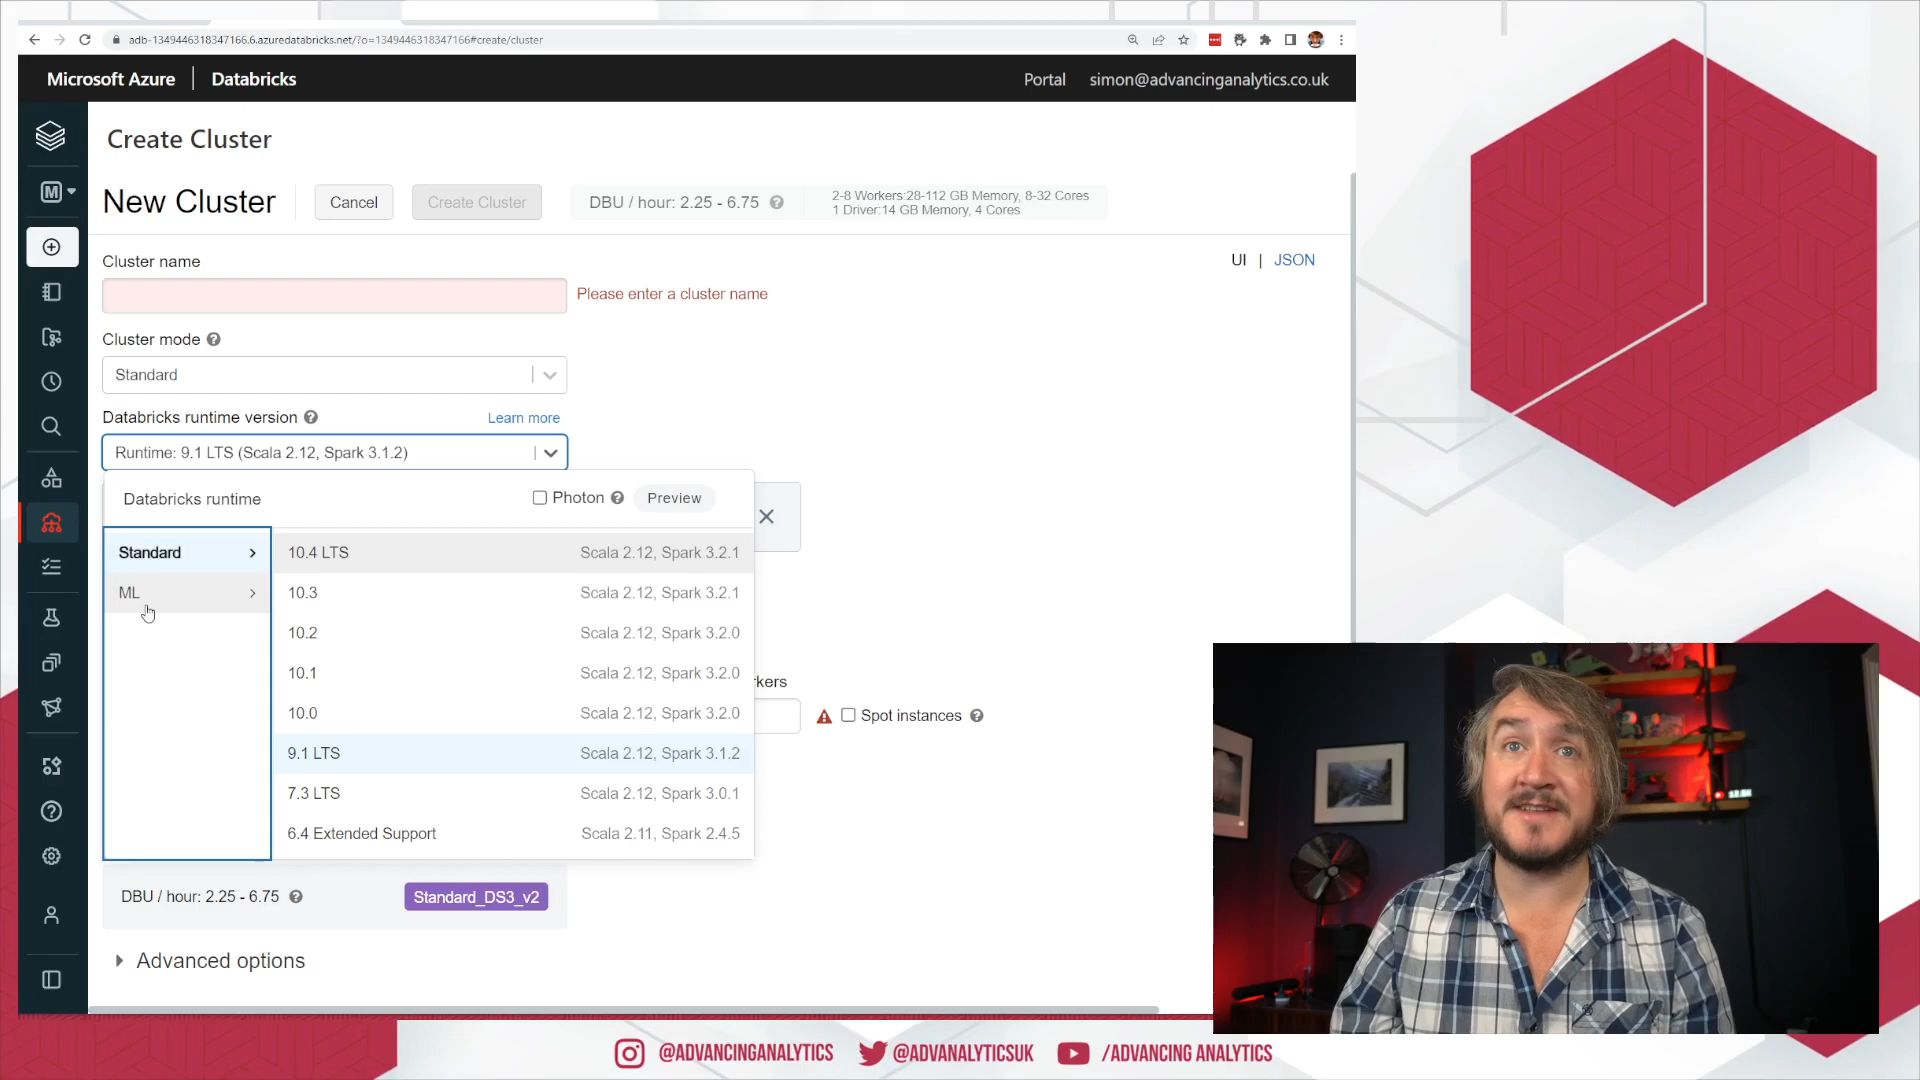 adb-1349446318347166.6.azuredatabricks.net/?o=1349446318347166#create/cluster
Microsoft Azure | Databricks
Portal simon@advancinganalytics.co.uk
M
Create Cluster
New Cluster
Cancel
Create Cluster
DBU / hour: 2.25 - 6.75
2-8 Workers:28-112 GB Memory, 8-32 Cores
1 Driver:14 GB Memory, 4 Cores
UI | JSON
Cluster name
Please enter a cluster name
Cluster mode
Standard
Databricks runtime version
Learn more
Runtime: 9.1 LTS (Scala 2.12, Spark 3.1.2)
Databricks runtime
Photon
Preview
Standard
ML
10.4 LTS Scala 2.12, Spark 3.2.1
10.3 Scala 2.12, Spark 3.2.1
10.2 Scala 2.12, Spark 3.2.0
10.1 Scala 2.12, Spark 3.2.0
10.0 Scala 2.12, Spark 3.2.0
9.1 LTS Scala 2.12, Spark 3.1.2
7.3 LTS Scala 2.12, Spark 3.0.1
6.4 Extended Support Scala 2.11, Spark 2.4.5
kers
Spot instances
DBU / hour: 2.25 - 6.75
Standard_DS3_v2
Advanced options
@ADVANCINGANALYTICS
@ADVANALYTICSUK
/ADVANCING ANALYTICS